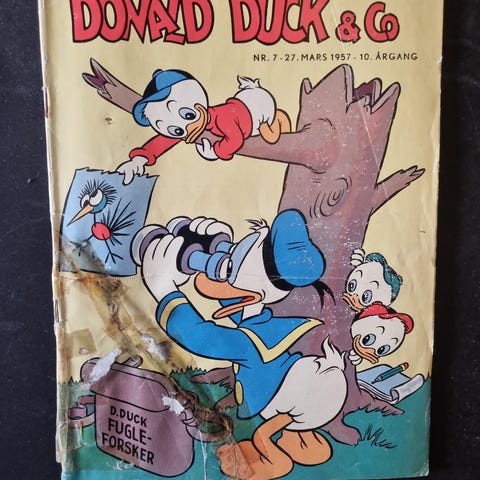 DONALD DUCK & Co
NR. 7 - 27. MARS 1957 - 10. ÅRGANG
D. DUCK
FUGLE-
FORSKER